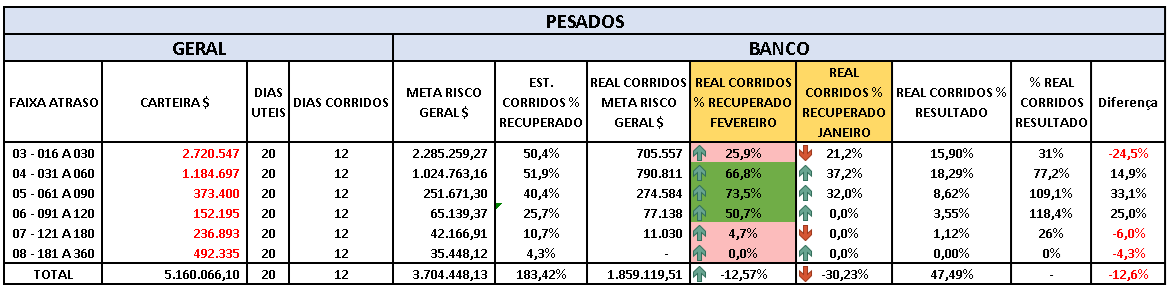 PESADOS
GERAL BANCO
FAIXA ATRASO CARTEIRA $ DIAS UTEIS DIAS CORRIDOS META RISCO GERAL $ EST. CORRIDOS % RECUPERADO REAL CORRIDOS META RISCO GERAL $ REAL CORRIDOS % RECUPERADO FEVEREIRO REAL CORRIDOS % RECUPERADO JANEIRO REAL CORRIDOS % RESULTADO % REAL CORRIDOS RESULTADO Diferença
03 - 016 A 030 2.720.547 20 12 2.285.259,27 50,4% 705.557 25,9% 21,2% 15,90% 31% -24,5%
04 - 031 A 060 1.184.697 20 12 1.024.763,16 51,9% 790.811 66,8% 37,2% 18,29% 77,2% 14,9%
05 - 061 A 090 373.400 20 12 251.671,30 40,4% 274.584 73,5% 32,0% 8,62% 109,1% 33,1%
06 - 091 A 120 152.195 20 12 65.139,37 25,7% 77.138 50,7% 0,0% 3,55% 118,4% 25,0%
07 - 121 A 180 236.893 20 12 42.166,91 10,7% 11.030 4,7% 0,0% 1,12% 26% -6,0%
08 - 181 A 360 492.335 20 12 35.448,12 4,3% - 0,0% 0,0% 0,00% 0% -4,3%
TOTAL 5.160.066,10 20 12 3.704.448,13 183,42% 1.859.119,51 -12,57% -30,23% 47,49% - -12,6%